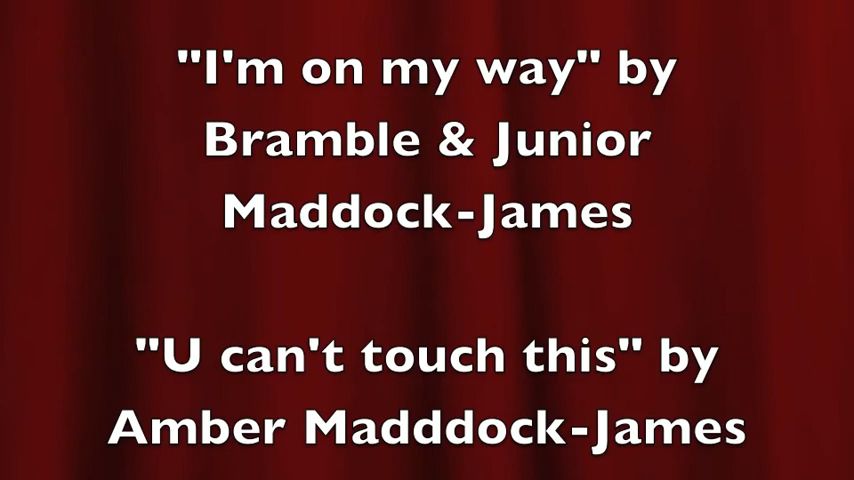 "I'm on my way" by
Bramble & Junior
Maddock-James
"U can't touch this" by
Amber Madddock-James